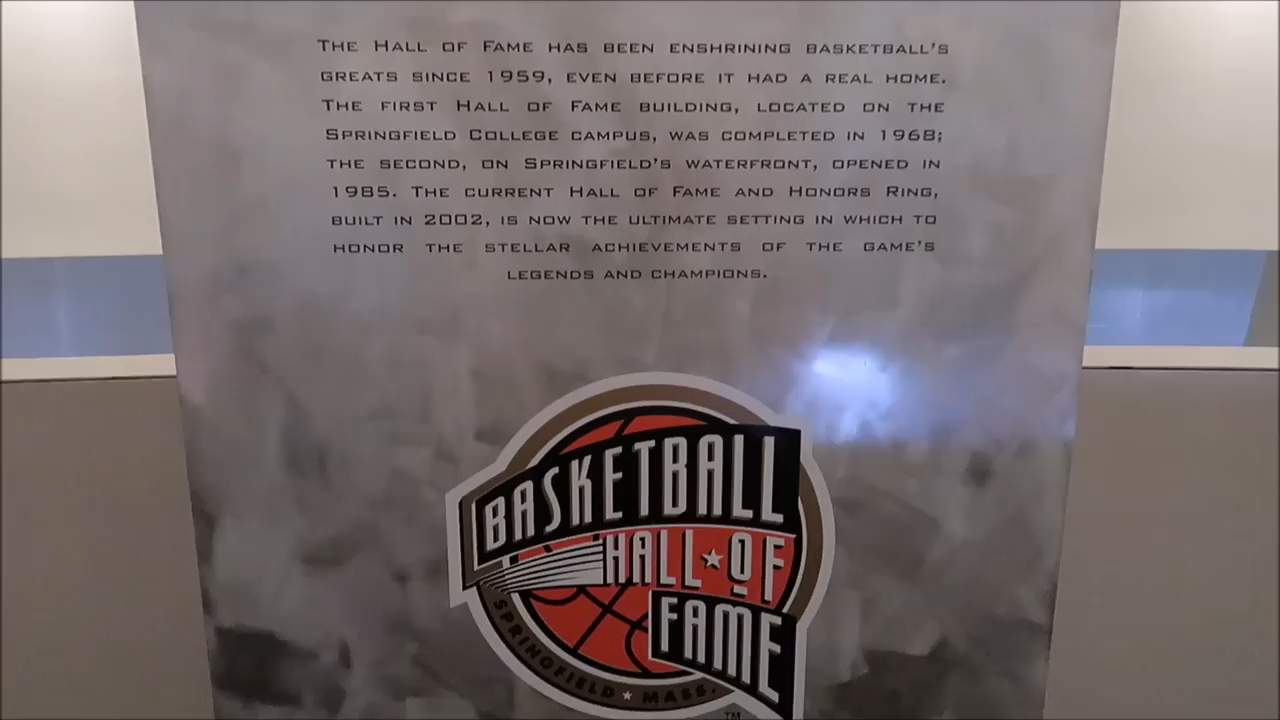 THE HALL OF FAME HAS BEEN ENSHRINING BASKETBALL'S
GREATS SINCE 1959, EVEN BEFORE IT HAD A REAL HOME.
THE FIRST HALL OF FAME BUILDING, LOCATED ON THE
SPRINGFIELD COLLEGE CAMPUS, WAS COMPLETED IN 1968;
THE SECOND, ON SPRINGFIELD'S WATERFRONT, OPENED IN
1985. THE CURRENT HALL OF FAME AND HONORS RING,
BUILT IN 2002, IS NOW THE ULTIMATE SETTING IN WHICH TO
HONOR THE STELLAR ACHIEVEMENTS OF THE GAME'S
LEGENDS AND CHAMPIONS.
BASKETBALL
HALL★OF
FAME
SPRINGFIELD ★ MASS.
TM